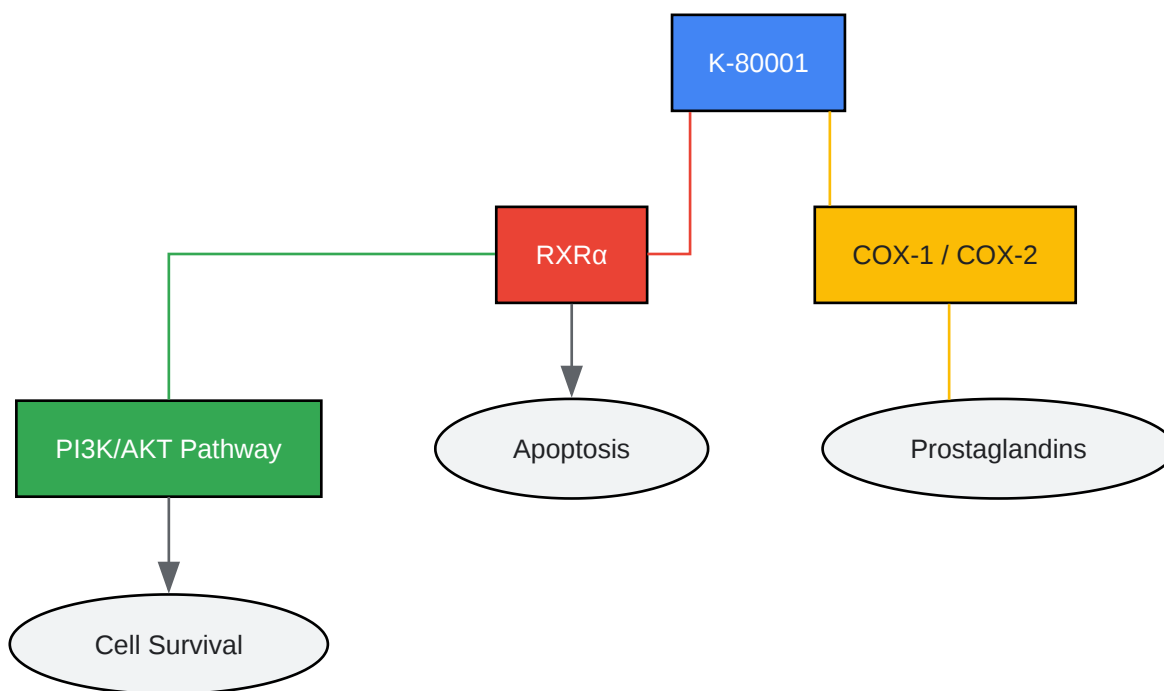 K-80001
RXRα
COX-1 / COX-2
PI3K/AKT Pathway
Apoptosis
Prostaglandins
Cell Survival